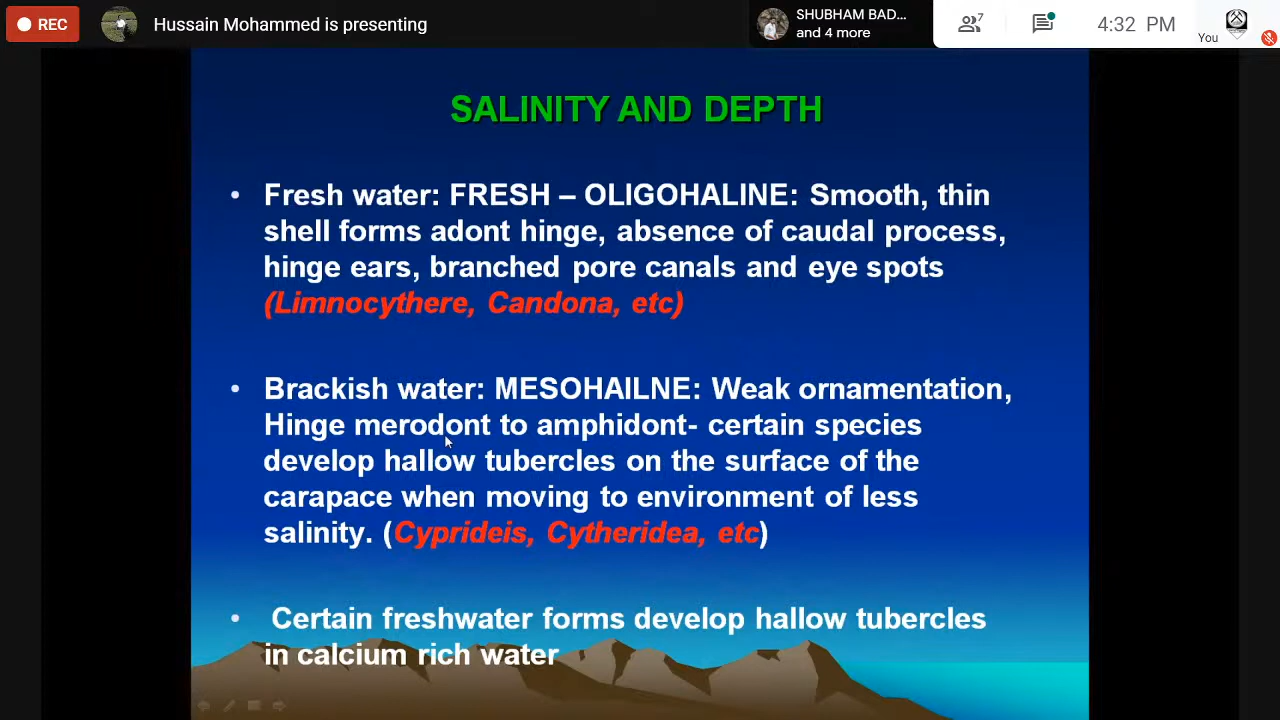 REC
Hussain Mohammed is presenting
SHUBHAM BAD...
and 4 more
7
4:32 PM
You
SALINITY AND DEPTH
• Fresh water: FRESH – OLIGOHALINE: Smooth, thin
shell forms adont hinge, absence of caudal process,
hinge ears, branched pore canals and eye spots
(Limnocythere, Candona, etc)
• Brackish water: MESOHAILNE: Weak ornamentation,
Hinge merodont to amphidont- certain species
develop hallow tubercles on the surface of the
carapace when moving to environment of less
salinity. (Cyprideis, Cytheridea, etc)
• Certain freshwater forms develop hallow tubercles
in calcium rich water